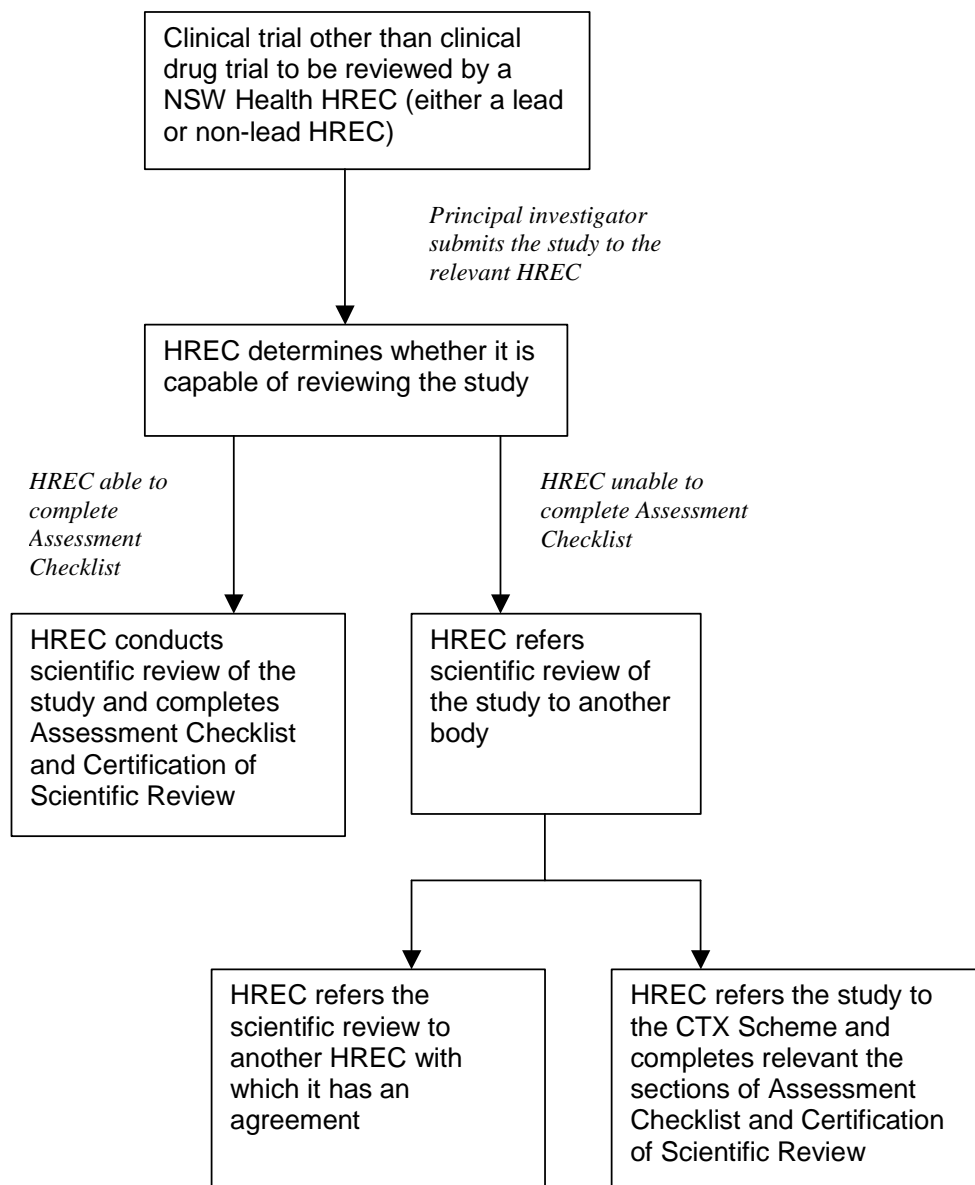 Clinical trial other than clinical
drug trial to be reviewed by a
NSW Health HREC (either a lead
or non-lead HREC)
Principal investigator
submits the study to the
relevant HREC
HREC determines whether it is
capable of reviewing the study
HREC able to
complete
Assessment
Checklist
HREC unable to
complete Assessment
Checklist
HREC conducts
scientific review of the
study and completes
Assessment Checklist
and Certification of
Scientific Review
HREC refers
scientific review of
the study to another
body
HREC refers the
scientific review to
another HREC with
which it has an
agreement
HREC refers the study to
the CTX Scheme and
completes relevant the
sections of Assessment
Checklist and Certification
of Scientific Review